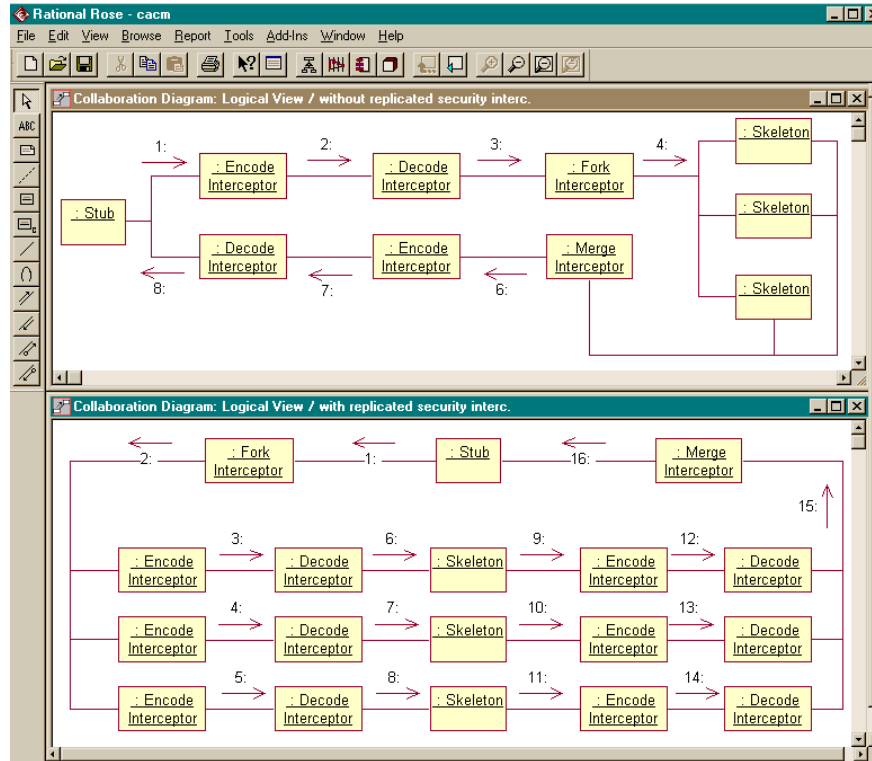 Rational Rose - cacm
File Edit View Browse Report Tools Add-Ins Window Help
ABC
Collaboration Diagram: Logical View / without replicated security interc.
1: 2: 3: 4:
: Skeleton
: Encode
Interceptor
: Decode
Interceptor
: Fork
Interceptor
: Stub
: Skeleton
: Decode
Interceptor
: Encode
Interceptor
: Merge
Interceptor
: Skeleton
8: 7: 6:
Collaboration Diagram: Logical View / with replicated security interc.
2:
: Fork
Interceptor
1:
: Stub
16:
: Merge
Interceptor
15:
3: 6: 9: 12:
: Encode
Interceptor
: Decode
Interceptor
: Skeleton
: Encode
Interceptor
: Decode
Interceptor
4: 7: 10: 13:
: Encode
Interceptor
: Decode
Interceptor
: Skeleton
: Encode
Interceptor
: Decode
Interceptor
5: 8: 11: 14:
: Encode
Interceptor
: Decode
Interceptor
: Skeleton
: Encode
Interceptor
: Decode
Interceptor